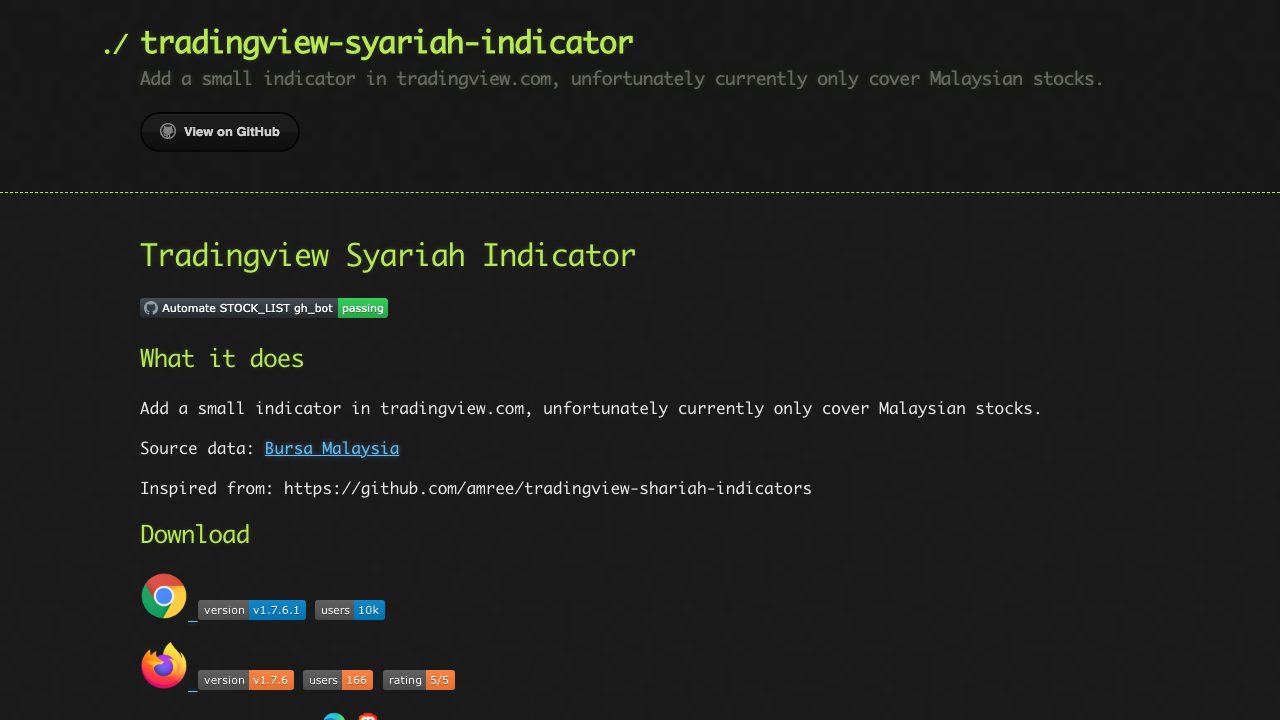 ./ tradingview-syariah-indicator
Add a small indicator in tradingview.com, unfortunately currently only cover Malaysian stocks.
View on GitHub
Tradingview Syariah Indicator
Automate STOCK_LIST gh_bot passing
What it does
Add a small indicator in tradingview.com, unfortunately currently only cover Malaysian stocks.
Source data: Bursa Malaysia
Inspired from: https://github.com/amree/tradingview-shariah-indicators
Download
version v1.7.6.1 users 10k
version v1.7.6 users 166 rating 5/5